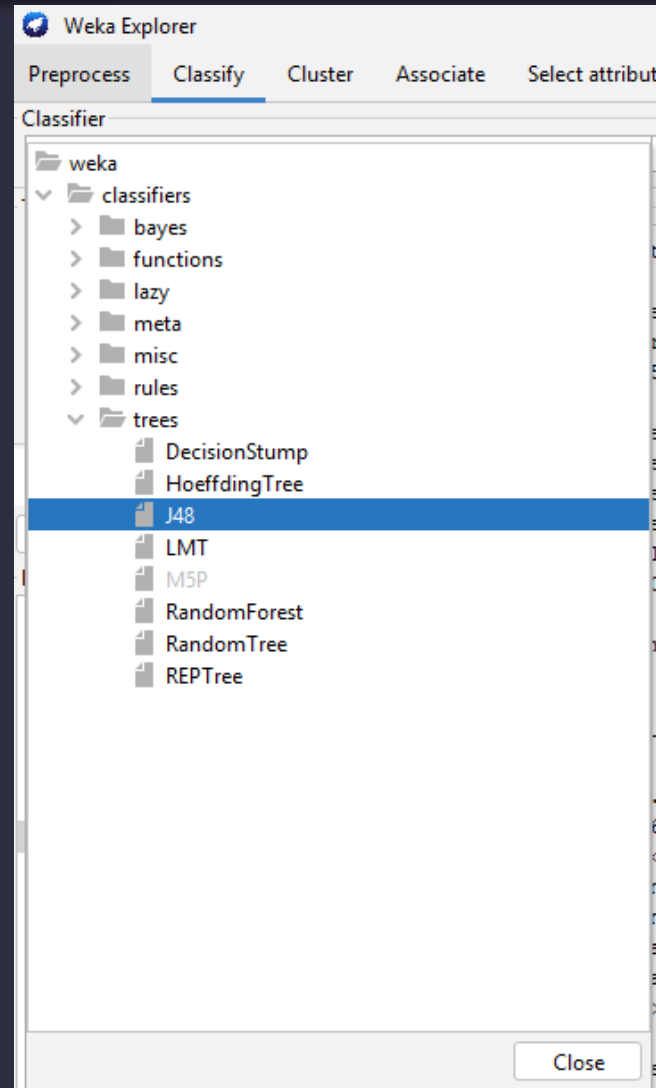 Weka Explorer
Preprocess Classify Cluster Associate Select attribut
Classifier
weka
classifiers
bayes
functions
lazy
meta
misc
rules
trees
DecisionStump
HoeffdingTree
J48
LMT
M5P
RandomForest
RandomTree
REPTree
Close